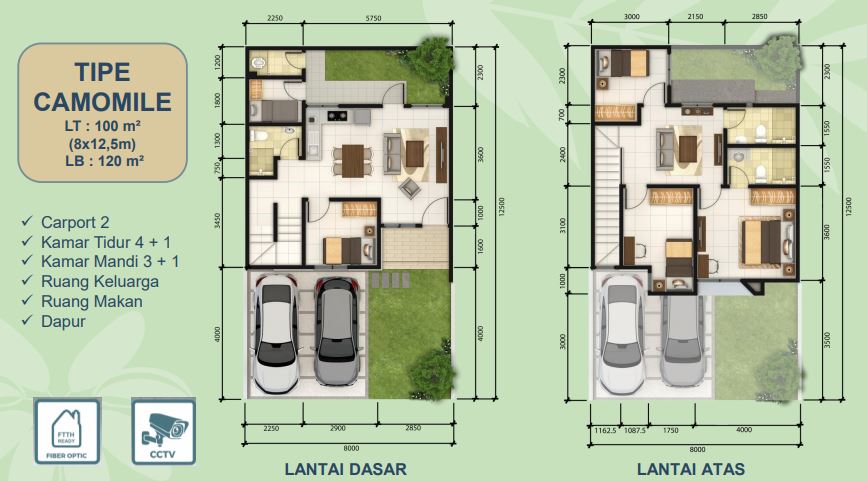 TIPE
CAMOMILE
LT : 100 m²
(8x12,5m)
LB : 120 m²
✓ Carport 2
✓ Kamar Tidur 4 + 1
✓ Kamar Mandi 3 + 1
✓ Ruang Keluarga
✓ Ruang Makan
✓ Dapur
FTTH
READY
FIBER OPTIC
CCTV
2250 5750
1200
1800
1300
750
3450
4000
2300
3600
1000
1600
4000
12500
2250 2900 2850
8000
LANTAI DASAR
3000 2150 2850
2300
700
2400
3100
1000
3000
2300
1550
1550
3600
3500
12500
1162.5 1087.5 1750 4000
8000
LANTAI ATAS